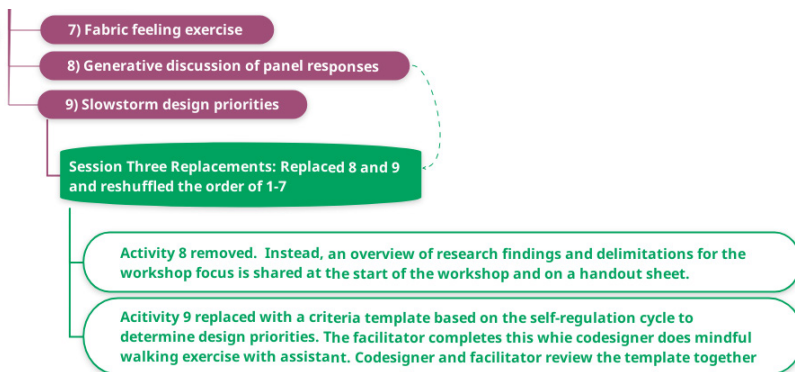 7) Fabric feeling exercise
8) Generative discussion of panel responses
9) Slowstorm design priorities
Session Three Replacements: Replaced 8 and 9
and reshuffled the order of 1-7
Activity 8 removed.  Instead, an overview of research findings and delimitations for the
workshop focus is shared at the start of the workshop and on a handout sheet.
Acitivity 9 replaced with a criteria template based on the self-regulation cycle to
determine design priorities. The facilitator completes this whie codesigner does mindful
walking exercise with assistant. Codesigner and facilitator review the template together